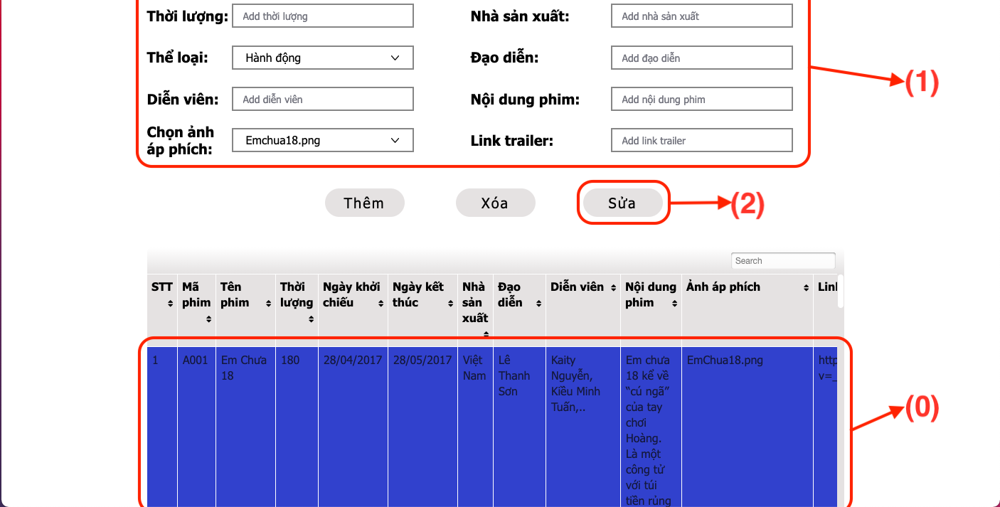 Thời lượng: Add thời lượng Nhà sản xuất: Add nhà sản xuất
Thể loại: Hành động Đạo diễn: Add đạo diễn
(1)
Diễn viên: Add diễn viên Nội dung phim: Add nội dung phim
Chọn ảnh
áp phích: Emchua18.png Link trailer: Add link trailer
Thêm Xóa Sửa (2)
Search
STT Mã Tên Thời Ngày khởi Ngày kết Nhà Đạo Diễn viên Nội dung Ảnh áp phích Link
phim phim lượng chiếu thúc sản diễn phim
xuất
1 A001 Em Chưa 180 28/04/2017 28/05/2017 Việt Lê Kaity Em chưa EmChua18.png http
18 Nam Thanh Nguyễn, 18 kể về v=_
Sơn Kiều Minh “cú ngã”
Tuấn,.. của tay
(0)
chơi
Hoàng.
Là một
công tử
với túi
tiền rủng